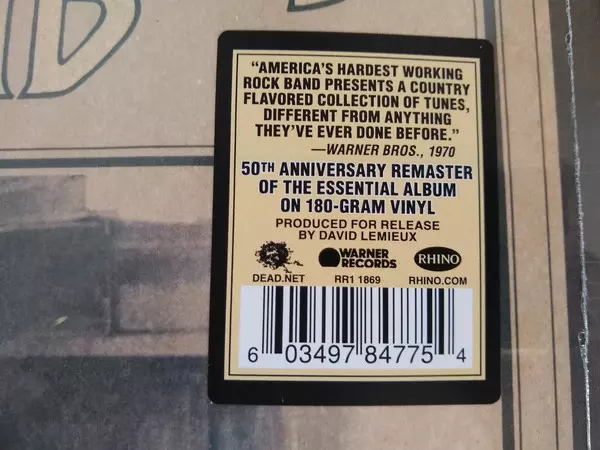 “AMERICA'S HARDEST WORKING
ROCK BAND PRESENTS A COUNTRY
FLAVORED COLLECTION OF TUNES,
DIFFERENT FROM ANYTHING
THEY'VE EVER DONE BEFORE.”
—WARNER BROS., 1970
50TH ANNIVERSARY REMASTER
OF THE ESSENTIAL ALBUM
ON 180-GRAM VINYL
PRODUCED FOR RELEASE
BY DAVID LEMIEUX
WARNER
RECORDS
RHINO
DEAD.NET RR1 1869 RHINO.COM
6 03497 84775 4